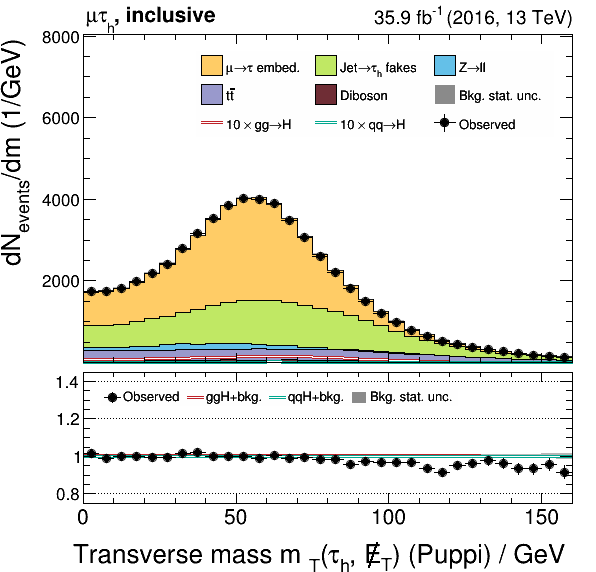 μτh, inclusive 35.9 fb-1 (2016, 13 TeV)
8000
6000
4000
2000
dNevents/dm (1/GeV)
μ→τ embed. Jet→τh fakes Z→ll
tt̄ Diboson Bkg. stat. unc.
10 × gg→H 10 × qq→H Observed
1.4
1.2
1
0.8
Observed ggH+bkg. qqH+bkg. Bkg. stat. unc.
0 50 100 150
Transverse mass m T(τh, E̸T) (Puppi) / GeV